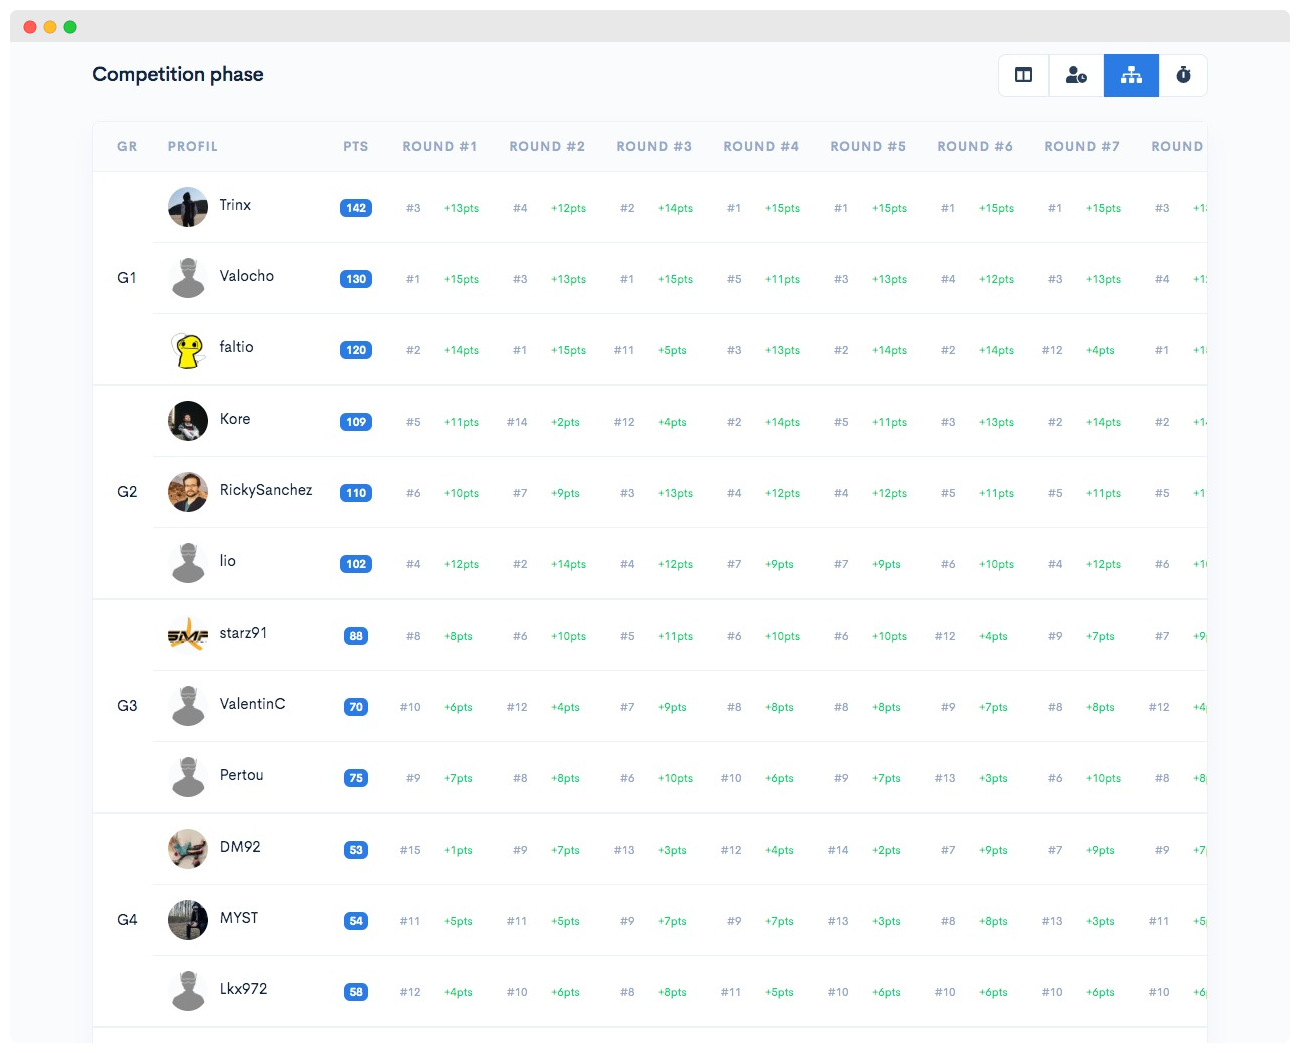 Competition phase
GR PROFIL PTS ROUND #1 ROUND #2 ROUND #3 ROUND #4 ROUND #5 ROUND #6 ROUND #7 ROUND
Trinx 142 #3 +13pts #4 +12pts #2 +14pts #1 +15pts #1 +15pts #1 +15pts #1 +15pts #3
G1 Valocho 130 #1 +15pts #3 +13pts #1 +15pts #5 +11pts #3 +13pts #4 +12pts #3 +13pts #4
faltio 120 #2 +14pts #1 +15pts #11 +5pts #3 +13pts #2 +14pts #2 +14pts #12 +4pts #1
Kore 109 #5 +11pts #14 +2pts #12 +4pts #2 +14pts #5 +11pts #3 +13pts #2 +14pts #2
G2 RickySanchez 110 #6 +10pts #7 +9pts #3 +13pts #4 +12pts #4 +12pts #5 +11pts #5 +11pts #5
lio 102 #4 +12pts #2 +14pts #4 +12pts #7 +9pts #7 +9pts #6 +10pts #4 +12pts #6
SMF starz91 88 #8 +8pts #6 +10pts #5 +11pts #6 +10pts #6 +10pts #12 +4pts #9 +7pts #7 +9
G3 ValentinC 70 #10 +6pts #12 +4pts #7 +9pts #8 +8pts #8 +8pts #9 +7pts #8 +8pts #12 +4
Pertou 75 #9 +7pts #8 +8pts #6 +10pts #10 +6pts #9 +7pts #13 +3pts #6 +10pts #8 +8
DM92 53 #15 +1pts #9 +7pts #13 +3pts #12 +4pts #14 +2pts #7 +9pts #7 +9pts #9 +7
G4 MYST 54 #11 +5pts #11 +5pts #9 +7pts #9 +7pts #13 +3pts #8 +8pts #13 +3pts #11 +5
Lkx972 58 #12 +4pts #10 +6pts #8 +8pts #11 +5pts #10 +6pts #10 +6pts #10 +6pts #10 +6